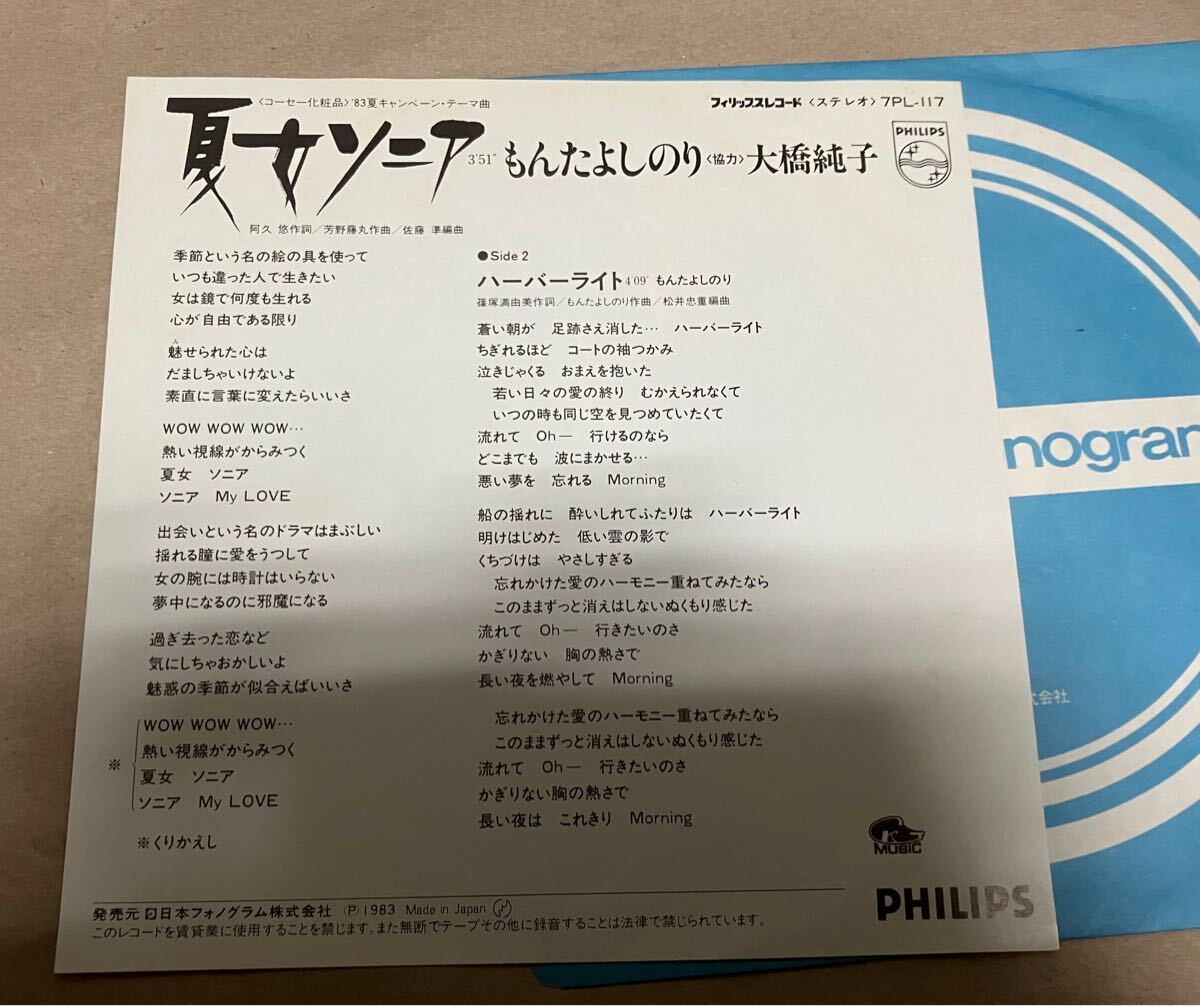 〈コーセー化粧品〉'83夏キャンペーン・テーマ曲
フィリップスレコード 〈ステレオ〉 7PL-117
夏女ソニア 3'51" もんたよしのり 〈協力〉 大橋純子
PHILIPS
阿久 悠作詞／芳野藤丸作曲／佐藤 準編曲
季節という名の絵の具を使って
いつも違った人で生きたい
女は鏡で何度も生れる
心が自由である限り
み
魅せられた心は
だましちゃいけないよ
素直に言葉に変えたらいいさ
WOW WOW WOW…
熱い視線がからみつく
夏女 ソニア
ソニア My LOVE
出会いという名のドラマはまぶしい
揺れる瞳に愛をうつして
女の腕には時計はいらない
夢中になるのに邪魔になる
過ぎ去った恋など
気にしちゃおかしいよ
魅惑の季節が似合えばいいさ
※
WOW WOW WOW…
熱い視線がからみつく
夏女 ソニア
ソニア My LOVE
※くりかえし
●Side 2
ハーバーライト 4'09" もんたよしのり
篠塚満由美作詞／もんたよしのり作曲／松井忠重編曲
蒼い朝が 足跡さえ消した… ハーバーライト
ちぎれるほど コートの袖つかみ
泣きじゃくる おまえを抱いた
若い日々の愛の終り むかえられなくて
いつの時も同じ空を見つめていたくて
流れて Oh— 行けるのなら
どこまでも 波にまかせる…
悪い夢を 忘れる Morning
船の揺れに 酔いしれてふたりは ハーバーライト
明けはじめた 低い雲の影で
くちづけは やさしすぎる
忘れかけた愛のハーモニー重ねてみたなら
このままずっと消えはしないぬくもり感じた
流れて Oh— 行きたいのさ
かぎりない 胸の熱さで
長い夜を燃やして Morning
忘れかけた愛のハーモニー重ねてみたなら
このままずっと消えはしないぬくもり感じた
流れて Oh— 行きたいのさ
かぎりない胸の熱さで
長い夜は これきり Morning
MUSIC
PHILIPS
発売元 日本フォノグラム株式会社 Ⓟ1983 Made in Japan
このレコードを賃貸業に使用することを禁じます。また無断でテープその他に録音することは法律で禁じられています。
nogran
式会社